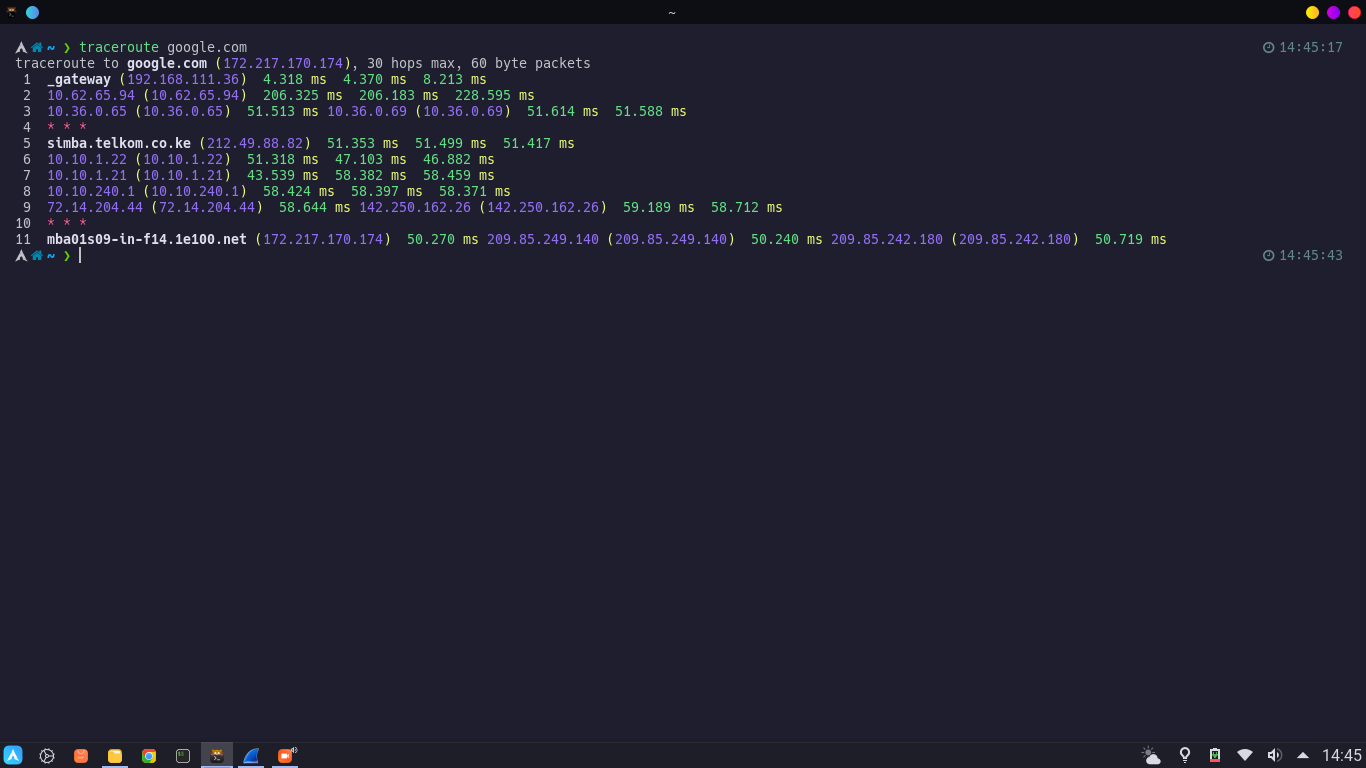 ~
~ ❯ traceroute google.com 14:45:17
traceroute to google.com (172.217.170.174), 30 hops max, 60 byte packets
1 _gateway (192.168.111.36) 4.318 ms 4.370 ms 8.213 ms
2 10.62.65.94 (10.62.65.94) 206.325 ms 206.183 ms 228.595 ms
3 10.36.0.65 (10.36.0.65) 51.513 ms 10.36.0.69 (10.36.0.69) 51.614 ms 51.588 ms
4 * * *
5 simba.telkom.co.ke (212.49.88.82) 51.353 ms 51.499 ms 51.417 ms
6 10.10.1.22 (10.10.1.22) 51.318 ms 47.103 ms 46.882 ms
7 10.10.1.21 (10.10.1.21) 43.539 ms 58.382 ms 58.459 ms
8 10.10.240.1 (10.10.240.1) 58.424 ms 58.397 ms 58.371 ms
9 72.14.204.44 (72.14.204.44) 58.644 ms 142.250.162.26 (142.250.162.26) 59.189 ms 58.712 ms
10 * * *
11 mba01s09-in-f14.1e100.net (172.217.170.174) 50.270 ms 209.85.249.140 (209.85.249.140) 50.240 ms 209.85.242.180 (209.85.242.180) 50.719 ms
~ ❯ 14:45:43
14:45